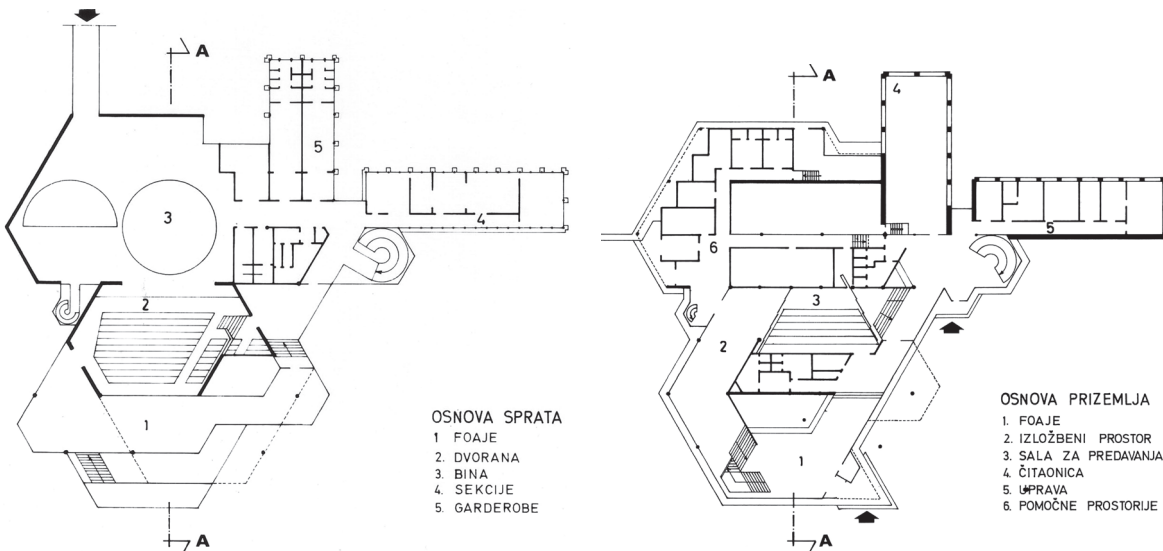 A
3
5
4
2
1
A
OSNOVA SPRATA
1 FOAJE
2. DVORANA
3. BINA
4. SEKCIJE
5. GARDEROBE
A
4
5
6
3
2
1
A
OSNOVA PRIZEMLJA
1. FOAJE
2. IZLOŽBENI PROSTOR
3. SALA ZA PREDAVANJA
4. ČITAONICA
5. UPRAVA
6. POMOČNE PROSTORIJE